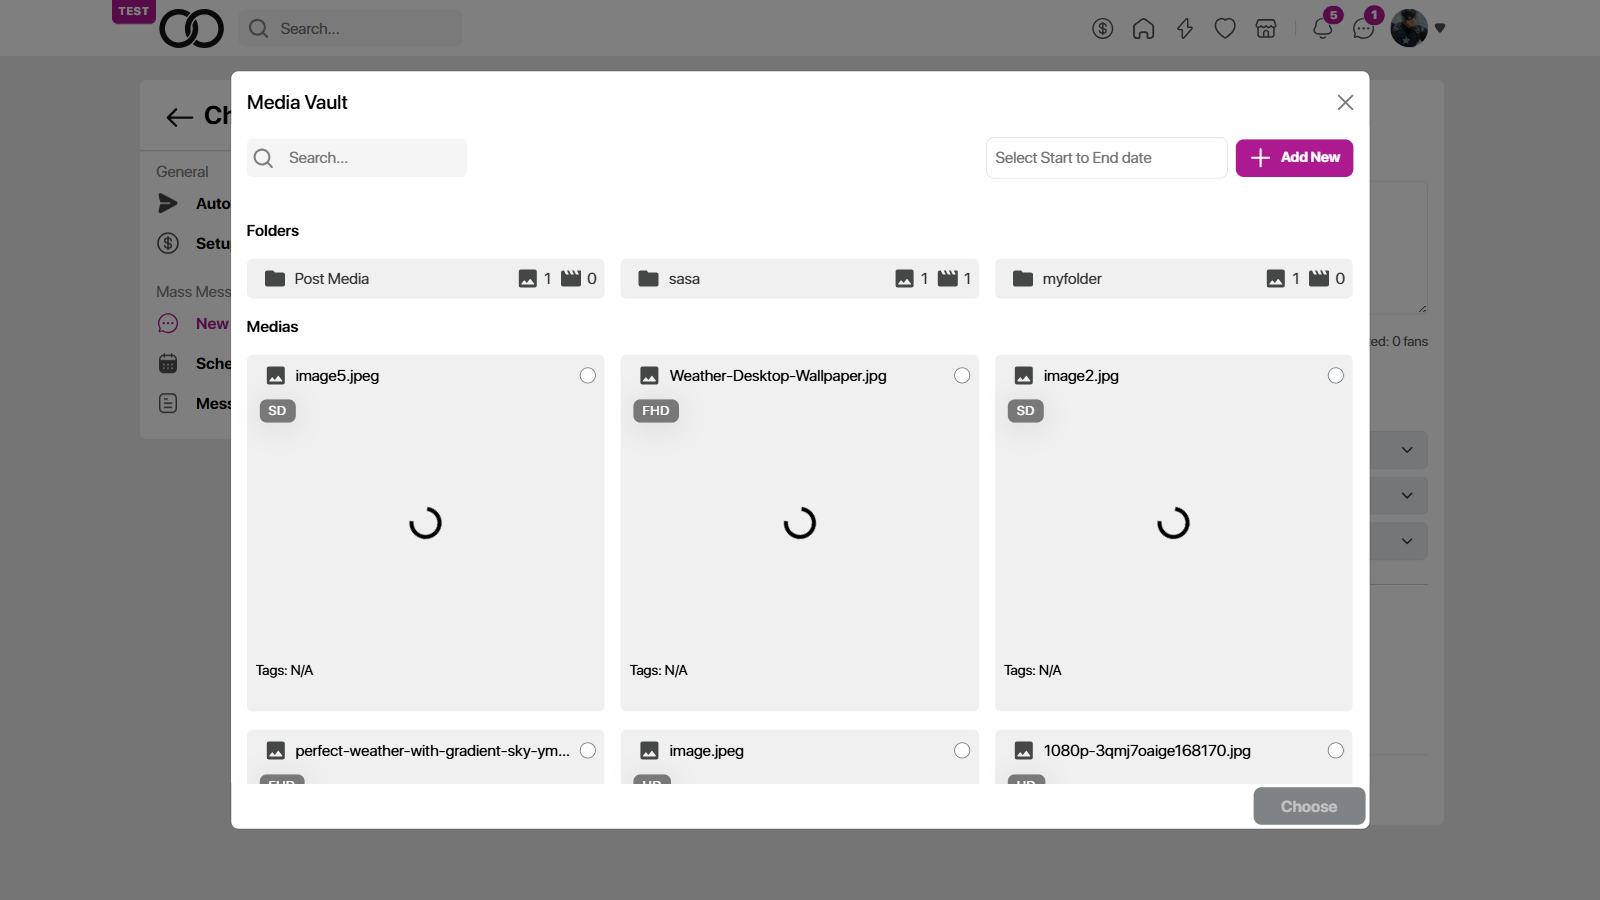 TEST
Search...
5
1
Ch
General
Auto
Setu
Mass Mess
New
Sche
Mess
ed: 0 fans
Media Vault
Search...
Select Start to End date
Add New
Folders
Post Media 1 0
sasa 1 1
myfolder 1 0
Medias
image5.jpeg
SD
Tags: N/A
Weather-Desktop-Wallpaper.jpg
FHD
Tags: N/A
image2.jpg
SD
Tags: N/A
perfect-weather-with-gradient-sky-ym...
FHD
image.jpeg
HD
1080p-3qmj7oaige168170.jpg
HD
Choose